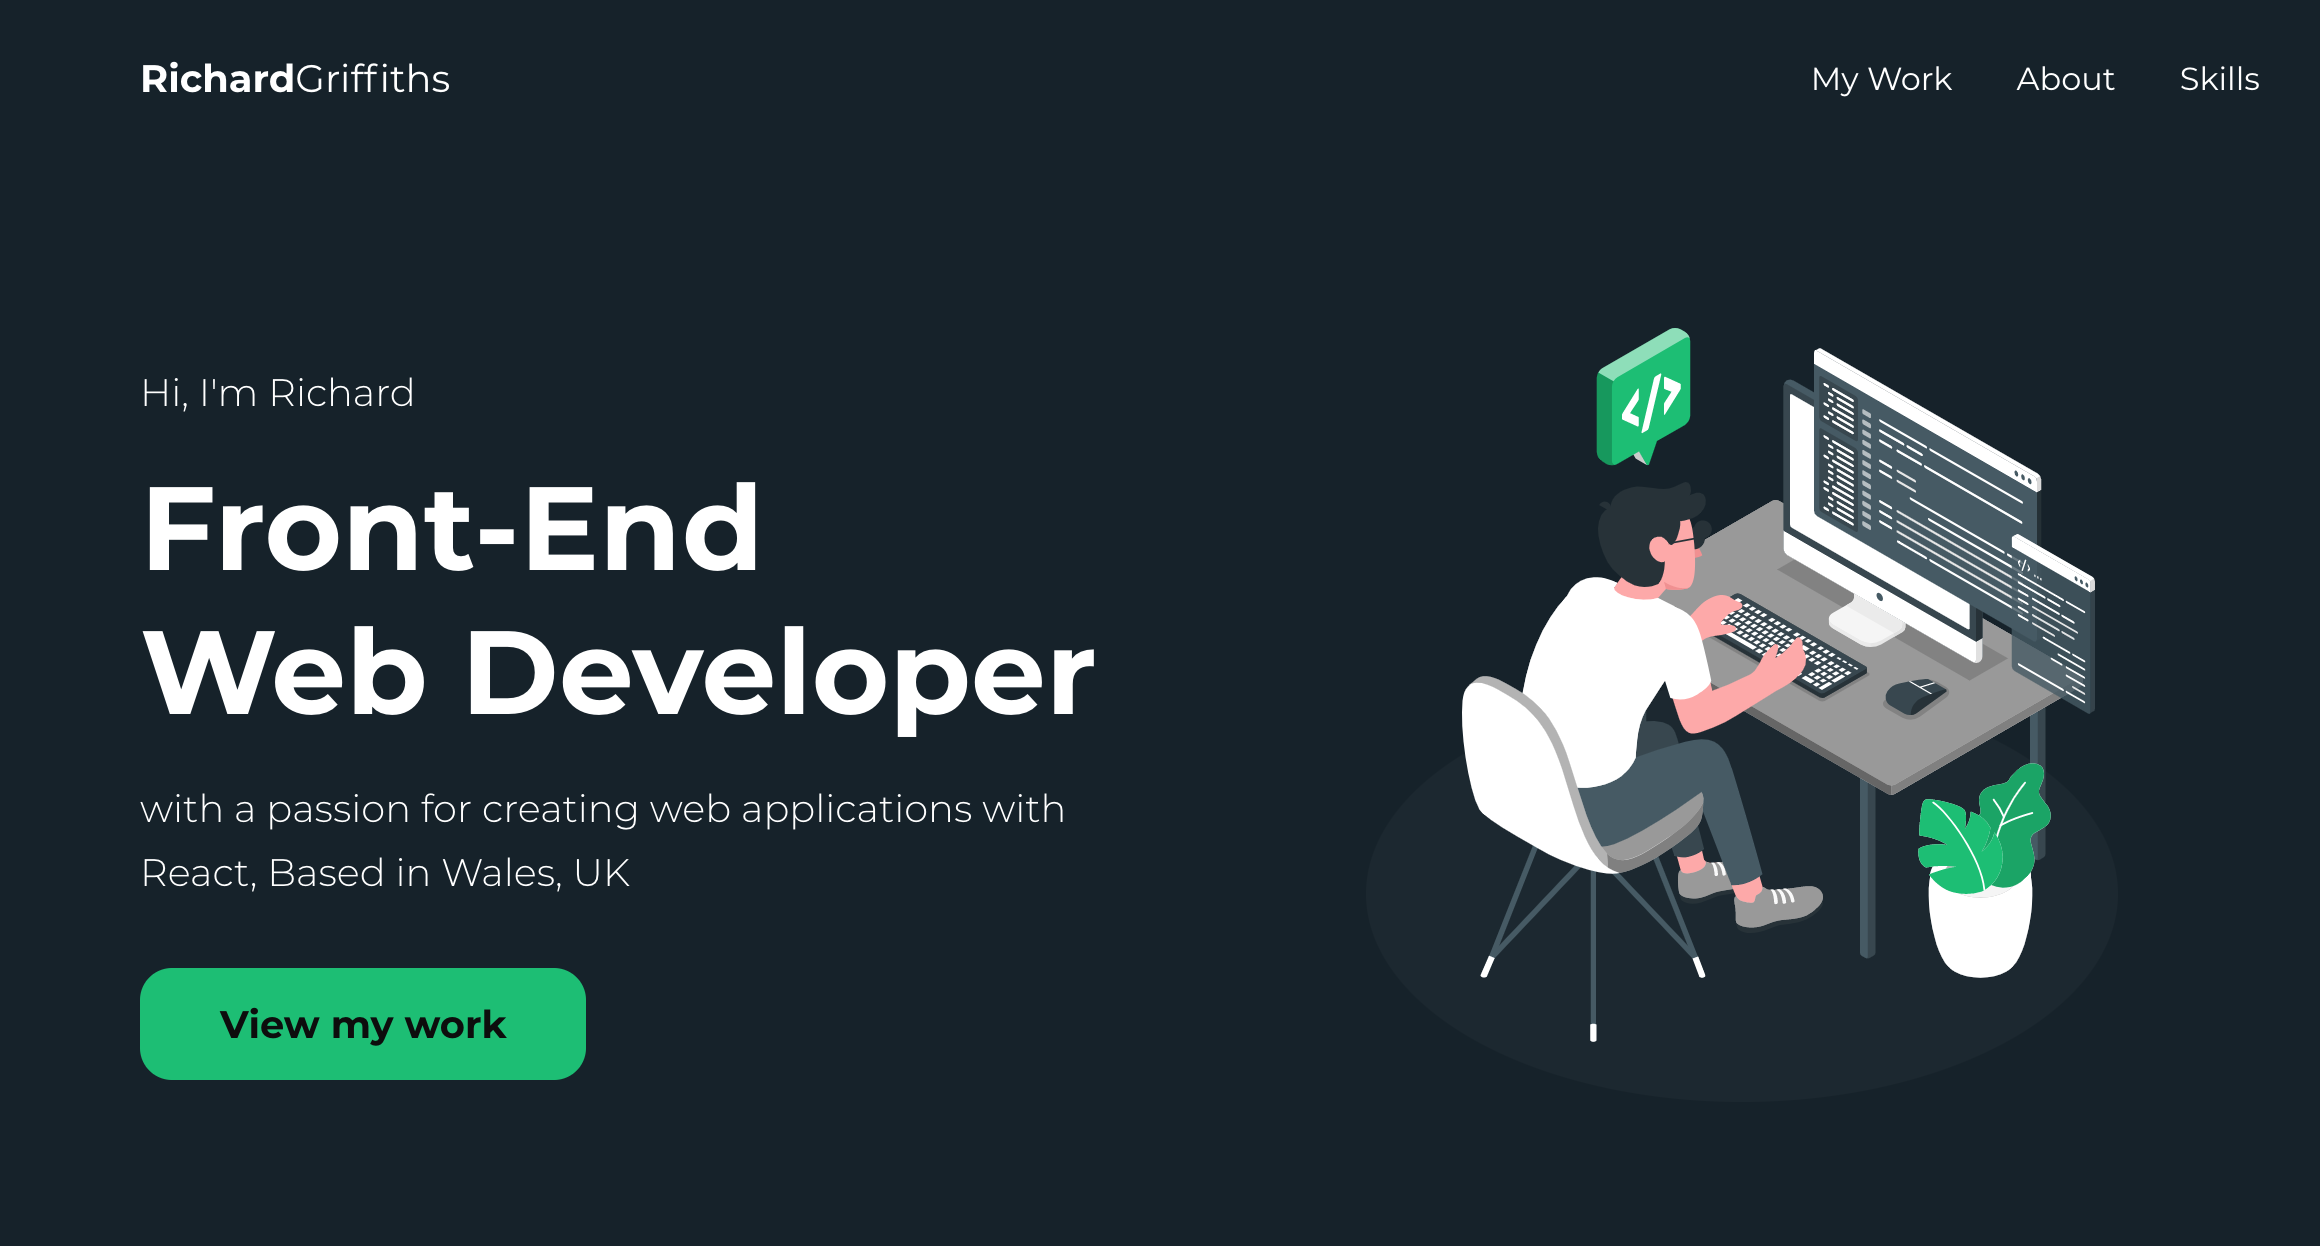 RichardGriffiths
My Work About Skills
Hi, I'm Richard
Front-End
Web Developer
with a passion for creating web applications with
React, Based in Wales, UK
View my work
</>